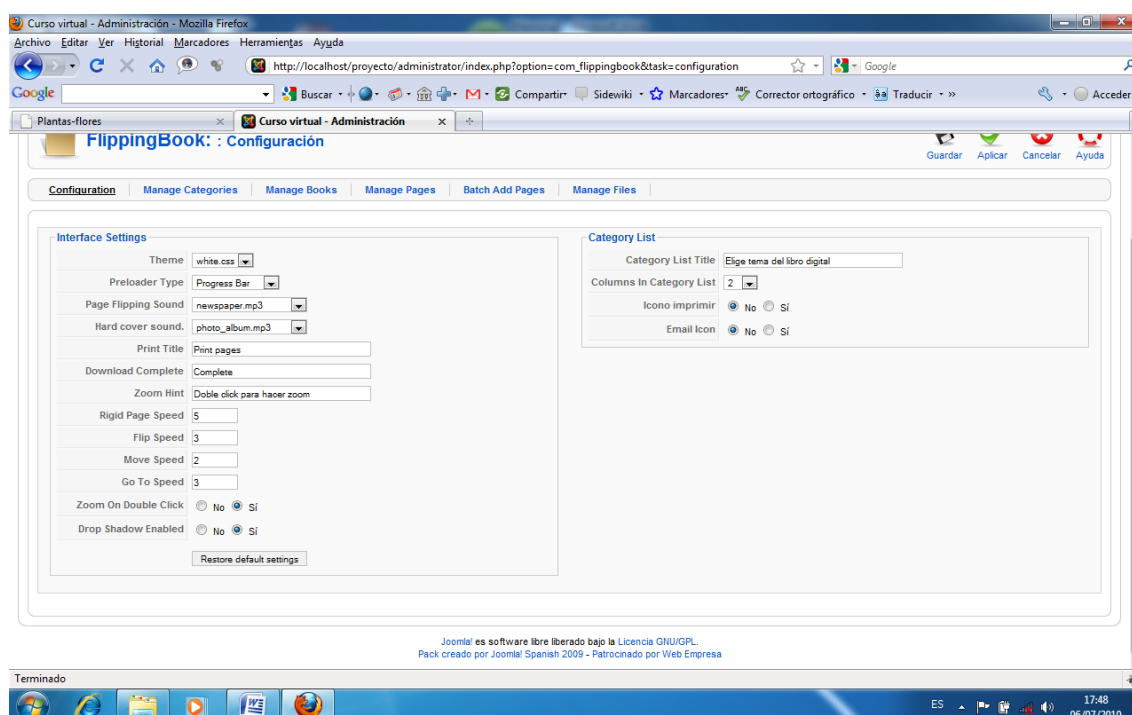 Curso virtual - Administración - Mozilla Firefox
Archivo Editar Ver Historial Marcadores Herramientas Ayuda
http://localhost/proyecto/administrator/index.php?option=com_flippingbook&task=configuration Google
Google Buscar Compartir Sidewiki Marcadores Corrector ortográfico Traducir » Acceder
Plantas-flores Curso virtual - Administración
FlippingBook: : Configuración
Guardar Aplicar Cancelar Ayuda
Configuration Manage Categories Manage Books Manage Pages Batch Add Pages Manage Files
Interface Settings
Theme white.css
Preloader Type Progress Bar
Page Flipping Sound newspaper.mp3
Hard cover sound. photo_album.mp3
Print Title Print pages
Download Complete Complete
Zoom Hint Doble click para hacer zoom
Rigid Page Speed 5
Flip Speed 3
Move Speed 2
Go To Speed 3
Zoom On Double Click No Sí
Drop Shadow Enabled No Sí
Restore default settings
Category List
Category List Title Elige tema del libro digital
Columns In Category List 2
Icono imprimir No Sí
Email Icon No Sí
Joomla! es software libre liberado bajo la Licencia GNU/GPL.
Pack creado por Joomla! Spanish 2009 - Patrocinado por Web Empresa
Terminado
ES 17:48
06/07/2010